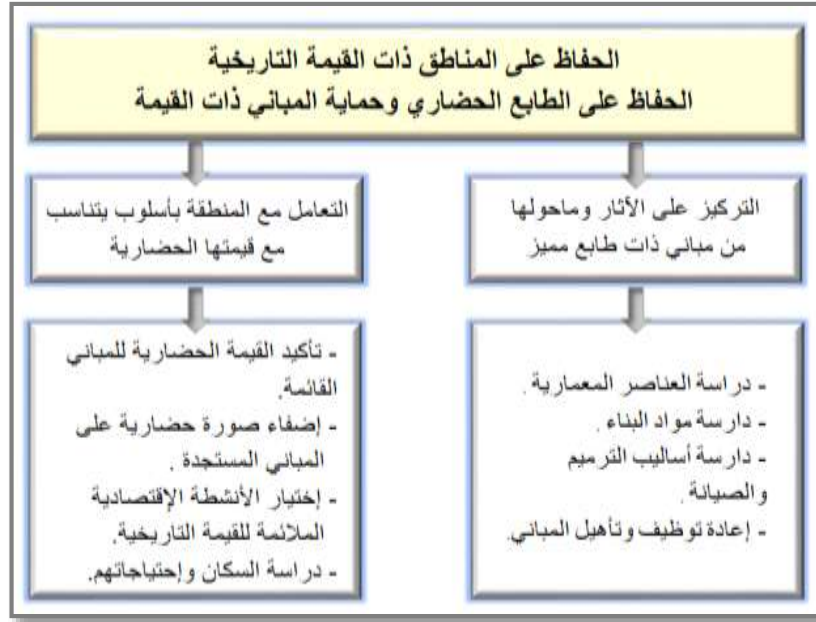 الحفاظ على المناطق ذات القيمة التاريخية
الحفاظ على الطابع الحضاري وحماية المباني ذات القيمة
التركيز على الآثار وماحولها
من مباني ذات طابع مميز
- دراسة العناصر المعمارية .
- دارسة مواد البناء .
- دارسة أساليب الترميم
والصيانة.
- إعادة توظيف وتأهيل المباني.
التعامل مع المنطقة بأسلوب يتناسب
مع قيمتها الحضارية
- تأكيد القيمة الحضارية للمباني
القائمة.
- إضفاء صورة حضارية على
المباني المستجدة .
- إختيار الأنشطة الإقتصادية
الملائمة للقيمة التاريخية.
- دراسة السكان وإحتياجاتهم.